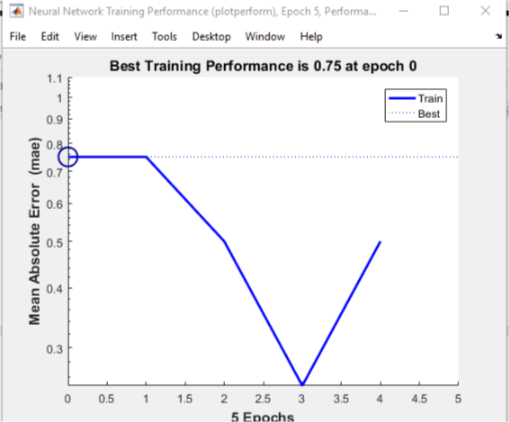 Neural Network Training Performance (plotperform), Epoch 5, Performa...
File Edit View Insert Tools Desktop Window Help
Best Training Performance is 0.75 at epoch 0
Mean Absolute Error (mae)
1.1
1
0.9
0.8
0.7
0.6
0.5
0.4
0.3
Train
Best
0 0.5 1 1.5 2 2.5 3 3.5 4 4.5 5
5 Epochs